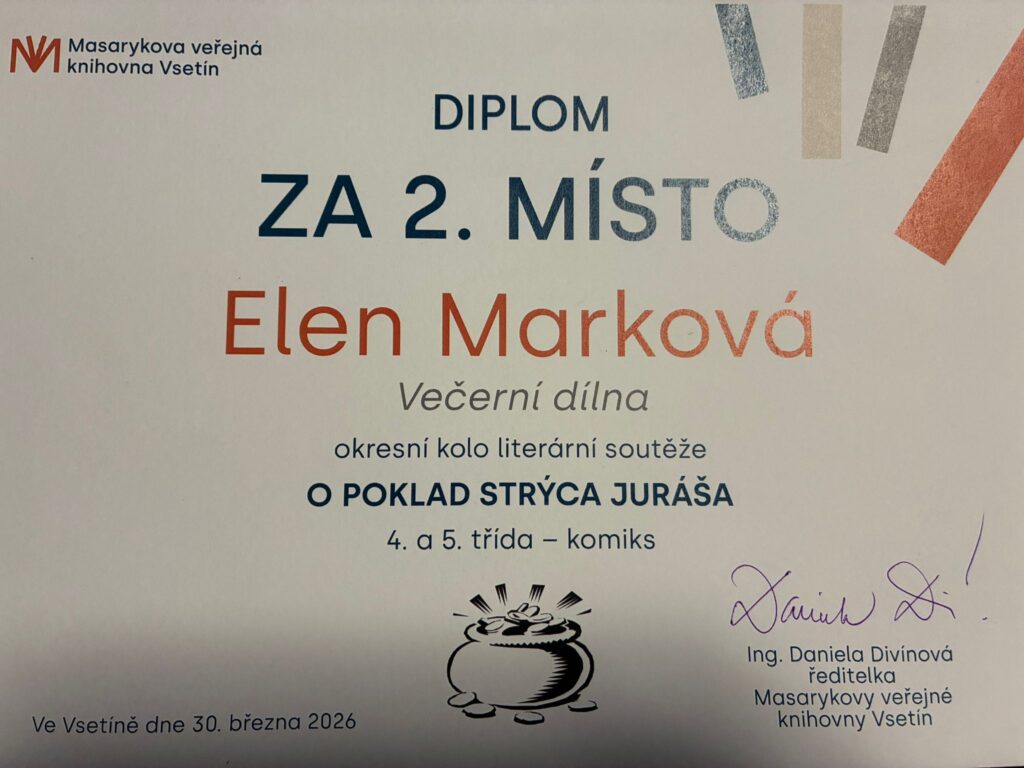 Masarykova veřejná
knihovna Vsetín
DIPLOM
ZA 2. MÍSTO
Elen Marková
Večerní dílna
okresní kolo literární soutěže
O POKLAD STRÝCA JURÁŠA
4. a 5. třída – komiks
Ing. Daniela Divínová
ředitelka
Masarykovy veřejné
knihovny Vsetín
Ve Vsetíně dne 30. března 2026